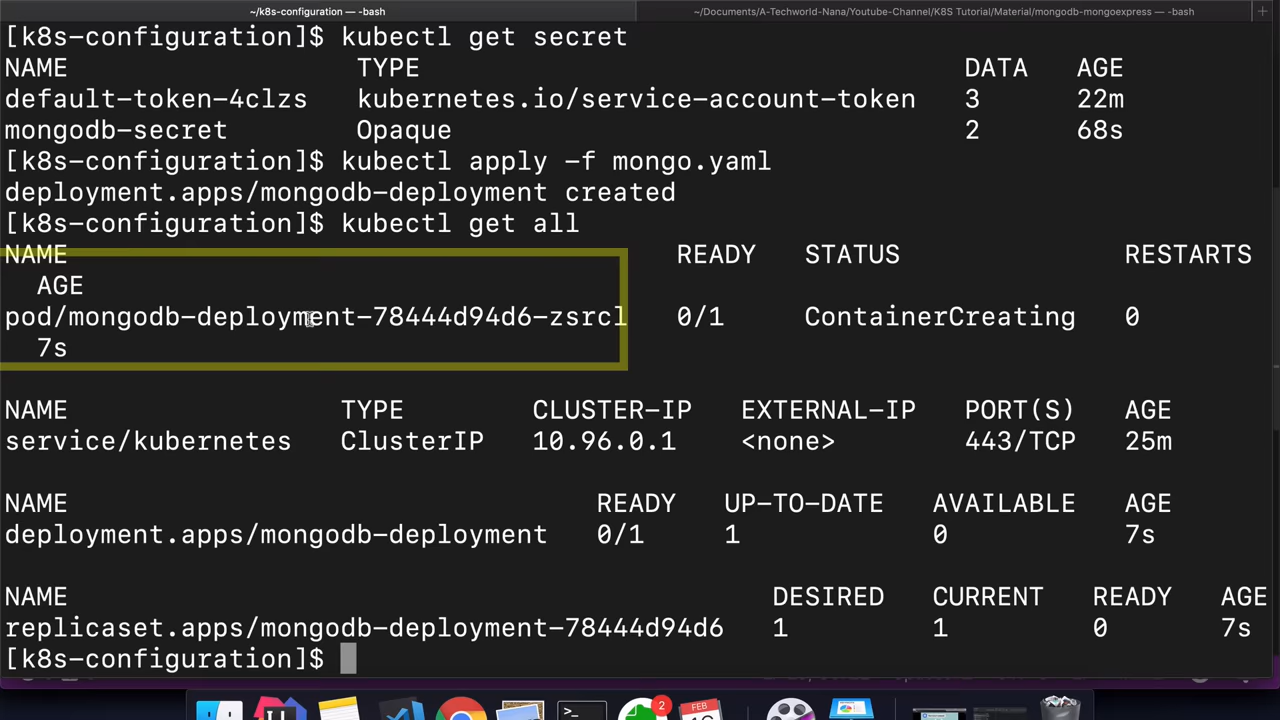 ~/k8s-configuration — -bash
~/Documents/A-Techworld-Nana/Youtube-Channel/K8S Tutorial/Material/mongodb-mongoexpress — -bash
[k8s-configuration]$ kubectl get secret
NAME TYPE DATA AGE
default-token-4clzs kubernetes.io/service-account-token 3 22m
mongodb-secret Opaque 2 68s
[k8s-configuration]$ kubectl apply -f mongo.yaml
deployment.apps/mongodb-deployment created
[k8s-configuration]$ kubectl get all
NAME READY STATUS RESTARTS
AGE
pod/mongodb-deployment-78444d94d6-zsrcl 0/1 ContainerCreating 0
7s
NAME TYPE CLUSTER-IP EXTERNAL-IP PORT(S) AGE
service/kubernetes ClusterIP 10.96.0.1 <none> 443/TCP 25m
NAME READY UP-TO-DATE AVAILABLE AGE
deployment.apps/mongodb-deployment 0/1 1 0 7s
NAME DESIRED CURRENT READY AGE
replicaset.apps/mongodb-deployment-78444d94d6 1 1 0 7s
[k8s-configuration]$
2
FEB